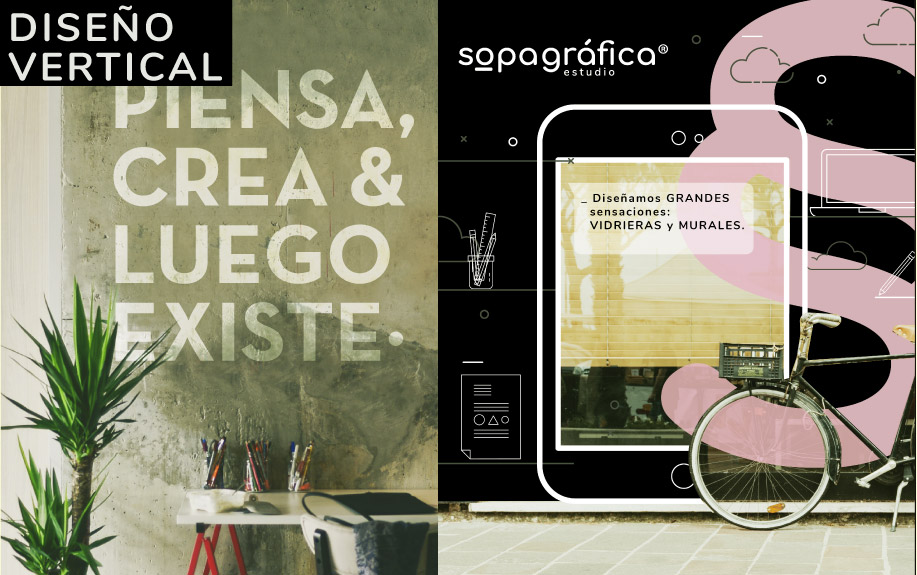 DISEÑO
VERTICAL
PIENSA,
CREA &
LUEGO
EXISTE·
sopagráfica®
estudio
_ Diseñamos GRANDES
sensaciones:
VIDRIERAS y MURALES.
S